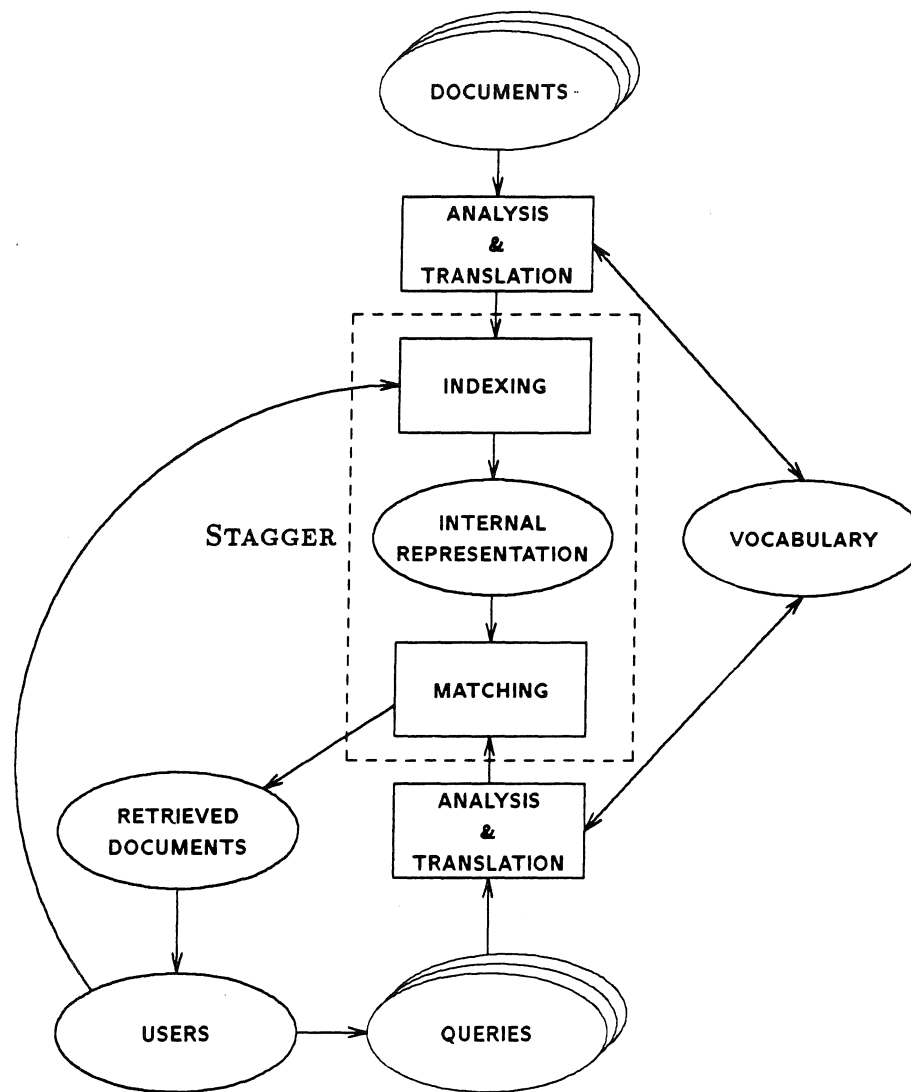 DOCUMENTS
ANALYSIS
&
TRANSLATION
INDEXING
INTERNAL
REPRESENTATION
STAGGER
VOCABULARY
MATCHING
RETRIEVED
DOCUMENTS
ANALYSIS
&
TRANSLATION
USERS
QUERIES